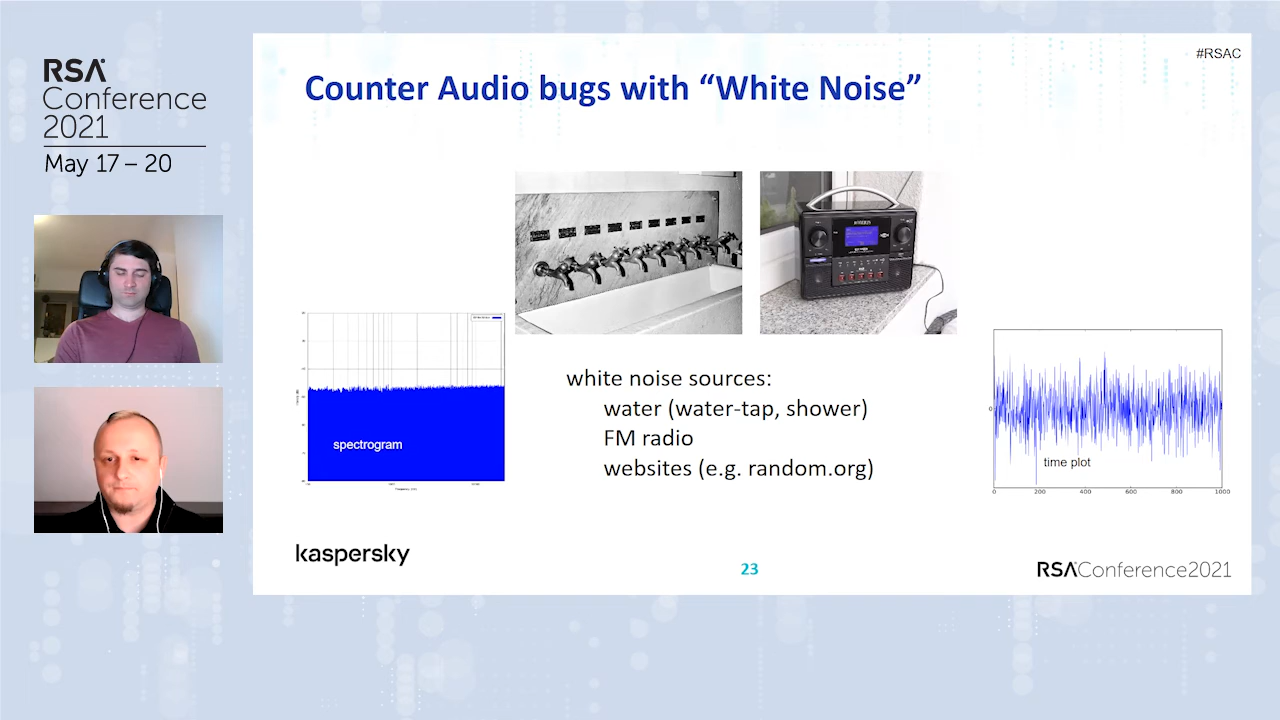 RSA
Conference
2021
May 17 – 20
#RSAC
Counter Audio bugs with “White Noise”
spectrogram
white noise sources:
water (water-tap, shower)
FM radio
websites (e.g. random.org)
0
time plot
0 200 400 600 800 1000
kaspersky
23
RSAConference2021